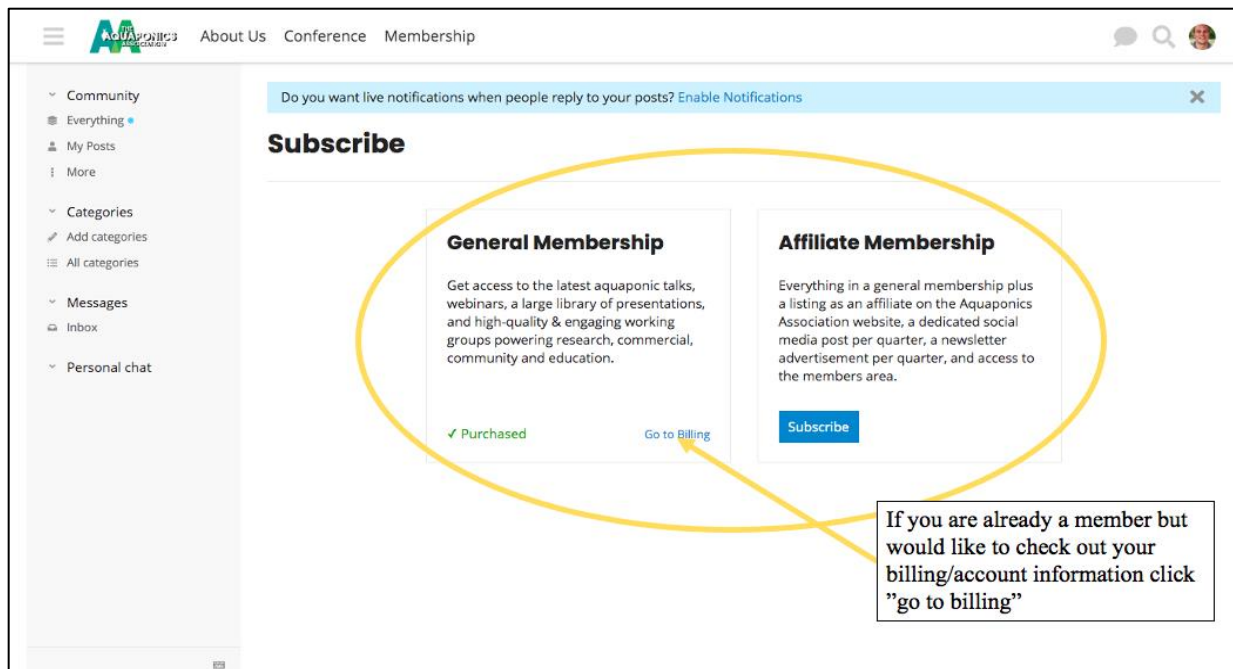 THE
AQUAPONICS
ASSOCIATION
About Us Conference Membership
Community
Everything
My Posts
More
Categories
Add categories
All categories
Messages
Inbox
Personal chat
Do you want live notifications when people reply to your posts? Enable Notifications
Subscribe
General Membership
Get access to the latest aquaponic talks,
webinars, a large library of presentations,
and high-quality & engaging working
groups powering research, commercial,
community and education.
✓ Purchased
Go to Billing
Affiliate Membership
Everything in a general membership plus
a listing as an affiliate on the Aquaponics
Association website, a dedicated social
media post per quarter, a newsletter
advertisement per quarter, and access to
the members area.
Subscribe
If you are already a member but
would like to check out your
billing/account information click
”go to billing”